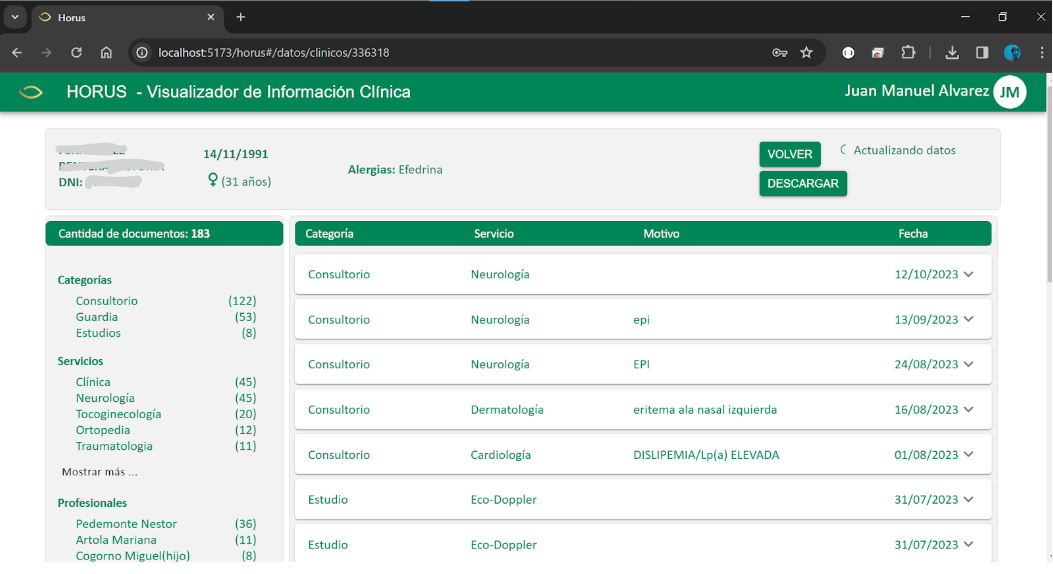 Horus
localhost:5173/horus#/datos/clinicos/336318
HORUS - Visualizador de Información Clínica
Juan Manuel Alvarez JM
14/11/1991
DNI:
(31 años)
Alergias: Efedrina
VOLVER
Actualizando datos
DESCARGAR
Cantidad de documentos: 183
Categorías
Consultorio (122)
Guardia (53)
Estudios (8)
Servicios
Clínica (45)
Neurología (45)
Tocoginecología (20)
Ortopedia (12)
Traumatologia (11)
Mostrar más ...
Profesionales
Pedemonte Nestor (36)
Artola Mariana (11)
Cogorno Miguel(hijo) (8)
Categoría Servicio Motivo Fecha
Consultorio Neurología 12/10/2023
Consultorio Neurología epi 13/09/2023
Consultorio Neurología EPI 24/08/2023
Consultorio Dermatología eritema ala nasal izquierda 16/08/2023
Consultorio Cardiología DISLIPEMIA/Lp(a) ELEVADA 01/08/2023
Estudio Eco-Doppler 31/07/2023
Estudio Eco-Doppler 31/07/2023